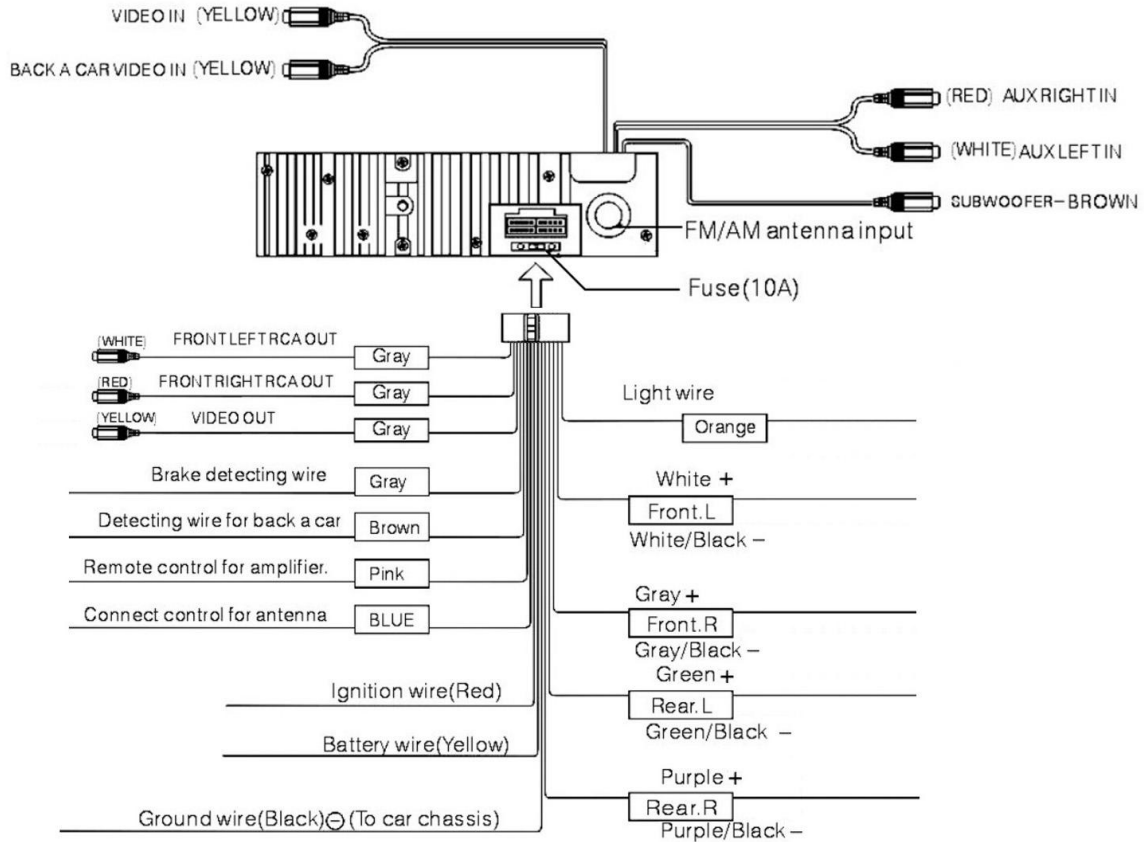 VIDEO IN (YELLOW)
BACK A CAR VIDEO IN (YELLOW)
(RED) AUX RIGHT IN
(WHITE) AUX LEFT IN
SUBWOOFER-BROWN
FM/AM antenna input
Fuse(10A)
(WHITE) FRONT LEFT RCA OUT
Gray
(RED) FRONT RIGHT RCA OUT
Gray
(YELLOW) VIDEO OUT
Gray
Brake detecting wire
Gray
Detecting wire for back a car
Brown
Remote control for amplifier.
Pink
Connect control for antenna
BLUE
Ignition wire(Red)
Battery wire(Yellow)
Ground wire(Black)⊖(To car chassis)
Light wire
Orange
White +
Front.L
White/Black -
Gray +
Front.R
Gray/Black -
Green +
Rear.L
Green/Black -
Purple +
Rear.R
Purple/Black -